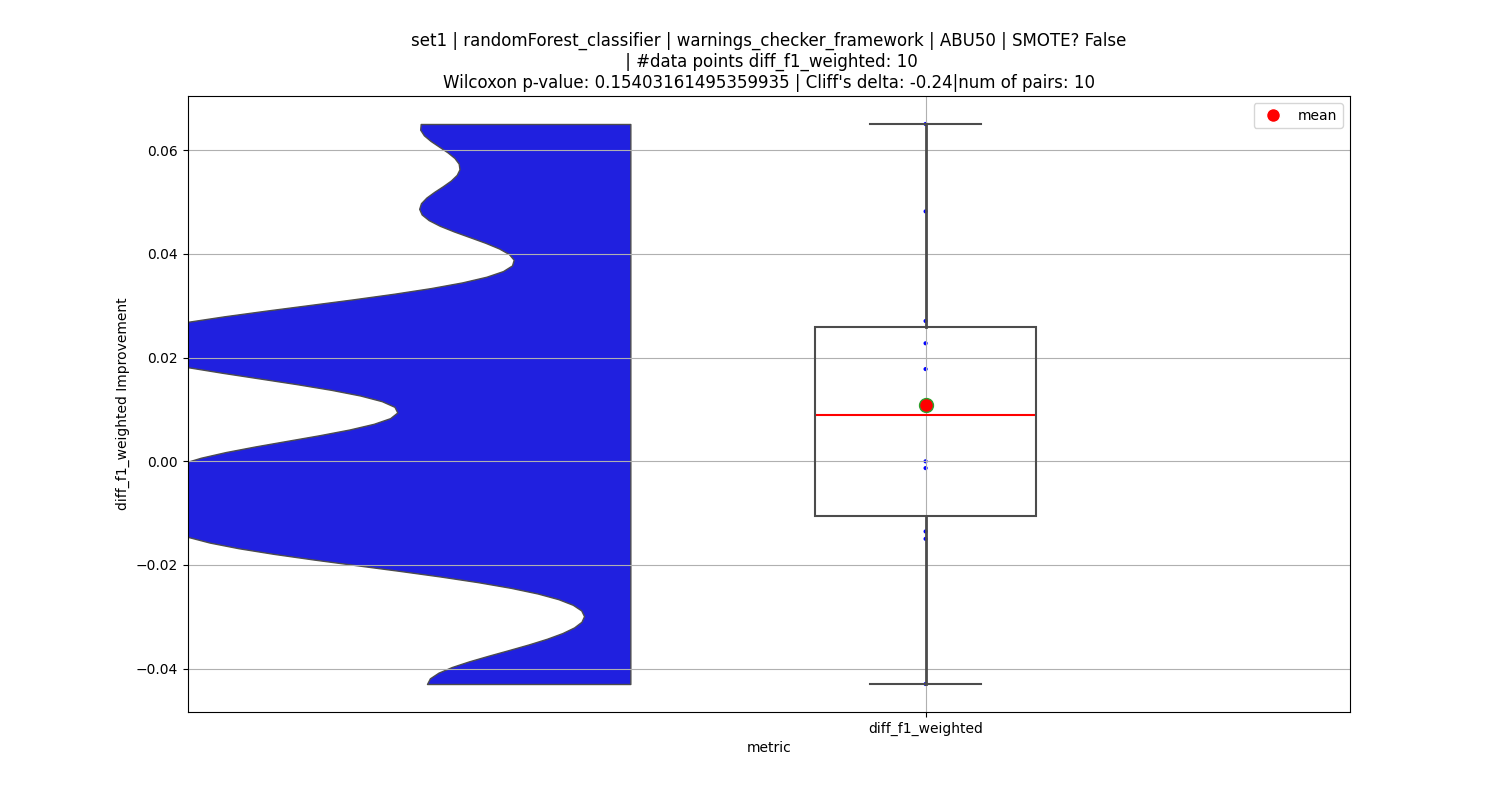 set1 | randomForest_classifier | warnings_checker_framework | ABU50 | SMOTE? False
| #data points diff_f1_weighted: 10
Wilcoxon p-value: 0.15403161495359935 | Cliff's delta: -0.24|num of pairs: 10
mean
0.06
0.04
0.02
0.00
−0.02
−0.04
diff_f1_weighted Improvement
diff_f1_weighted
metric